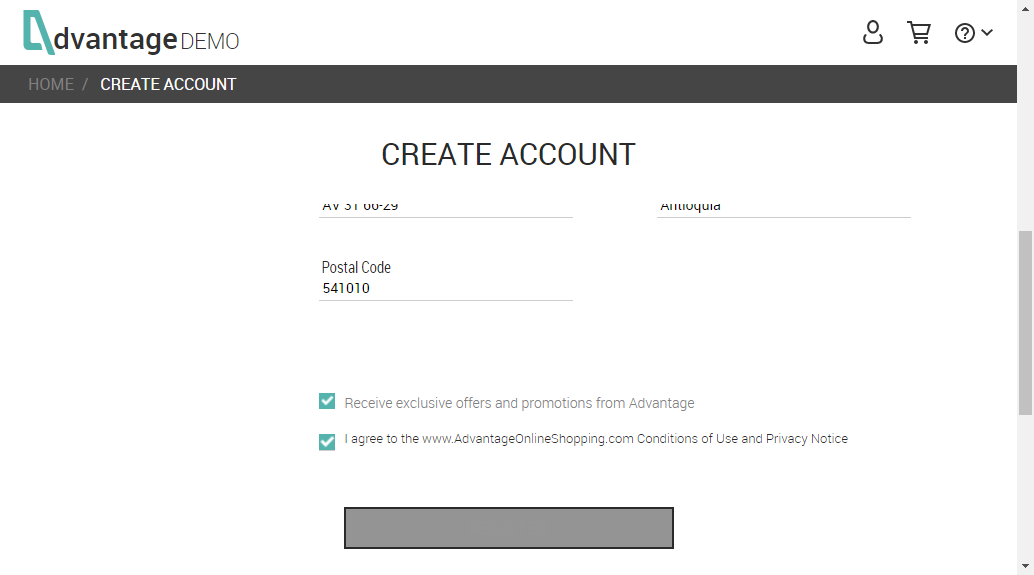 dvantage DEMO
HOME / CREATE ACCOUNT
CREATE ACCOUNT
AV 31 66-29 Antioquia
Postal Code
541010
Receive exclusive offers and promotions from Advantage
I agree to the www.AdvantageOnlineShopping.com Conditions of Use and Privacy Notice